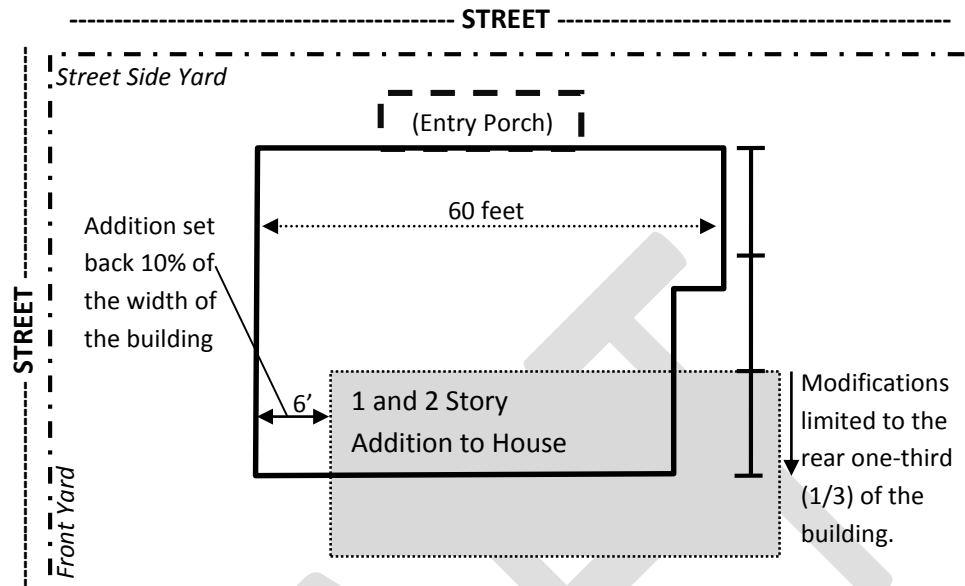 STREET
Street Side Yard
(Entry Porch)
60 feet
Addition set
back 10% of
the width of
the building
STREET
6’
1 and 2 Story
Addition to House
Modifications
limited to the
rear one-third
(1/3) of the
building.
Front Yard